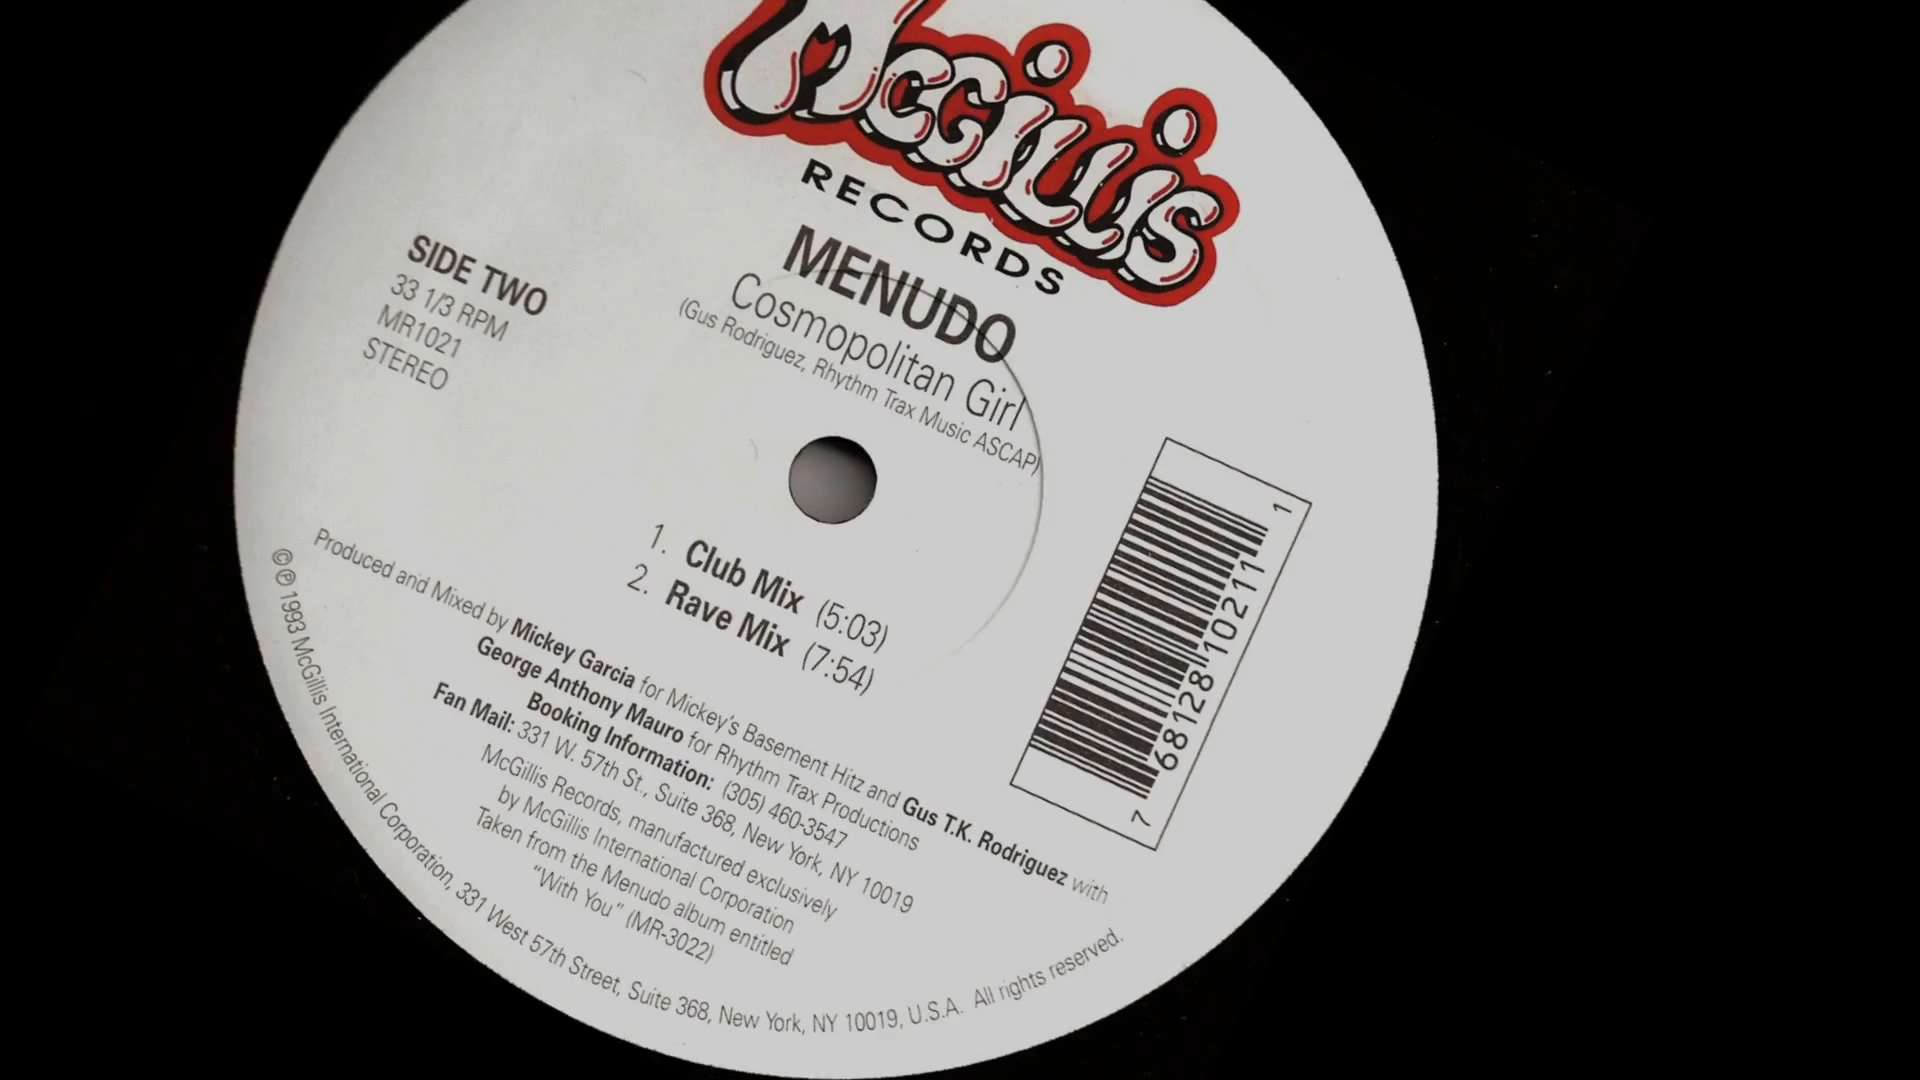 McGILLIS
RECORDS
MENUDO
Cosmopolitan Girl
(Gus Rodriguez, Rhythm Trax Music ASCAP)
SIDE TWO
33 1/3 RPM
MR1021
STEREO
1. Club Mix (5:03)
2. Rave Mix (7:54)
Produced and Mixed by Mickey Garcia for Mickey's Basement Hitz and Gus T.K. Rodriguez with
George Anthony Mauro for Rhythm Trax Productions
Booking Information: (305) 460-3547
Fan Mail: 331 W. 57th St., Suite 368, New York, NY 10019
McGillis Records, manufactured exclusively
by McGillis International Corporation
Taken from the Menudo album entitled
"With You" (MR-3022)
©℗ 1993 McGillis International Corporation, 331 West 57th Street, Suite 368, New York, NY 10019, U.S.A. All rights reserved.
7 68128 10211 1